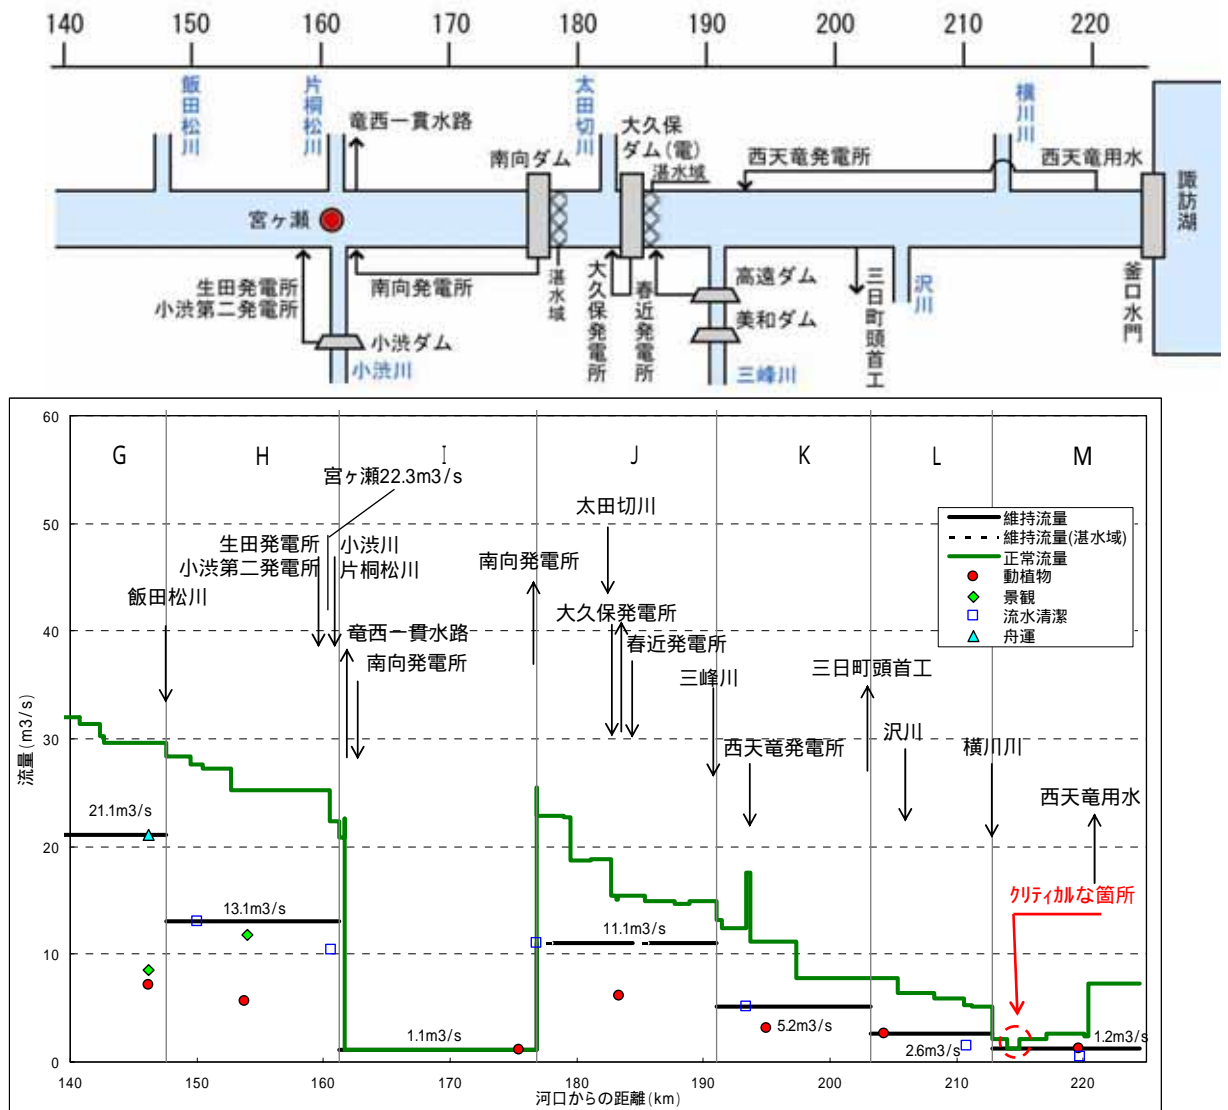 140 150 160 170 180 190 200 210 220
飯田松川
片桐松川
竜西一貫水路
南向ダム
太田切川
大久保
ダム(電)
湛水域
西天竜発電所
横川川
西天竜用水
諏訪湖
宮ヶ瀬
生田発電所
小渋第二発電所
南向発電所
小渋ダム
小渋川
湛水域
大久保発電所
春近発電所
高遠ダム
美和ダム
三峰川
三日町頭首工
沢川
釜口水門
60
50
40
30
20
10
0
流量(m3/s)
G H I J K L M
宮ヶ瀬22.3m3/s
生田発電所
小渋第二発電所
小渋川
片桐松川
飯田松川
竜西一貫水路
南向発電所
南向発電所
太田切川
大久保発電所
春近発電所
三峰川
西天竜発電所
三日町頭首工
沢川
横川川
西天竜用水
クリティカルな箇所
維持流量
維持流量(湛水域)
正常流量
動植物
景観
流水清潔
舟運
21.1m3/s
13.1m3/s
1.1m3/s
11.1m3/s
5.2m3/s
2.6m3/s
1.2m3/s
140 150 160 170 180 190 200 210 220
河口からの距離(km)